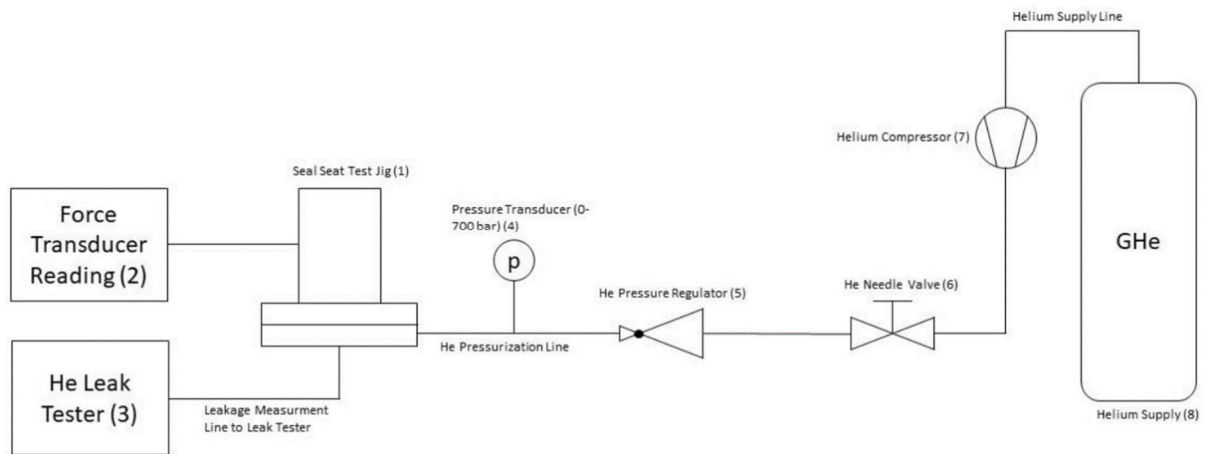 Helium Supply Line
Helium Compressor (7)
Seal Seat Test Jig (1)
Force
Transducer
Reading (2)
Pressure Transducer (0-
700 bar) (4)
p
GHe
He Pressure Regulator (5)
He Needle Valve (6)
He Pressurization Line
He Leak
Tester (3)
Leakage Measurment
Line to Leak Tester
Helium Supply (8)